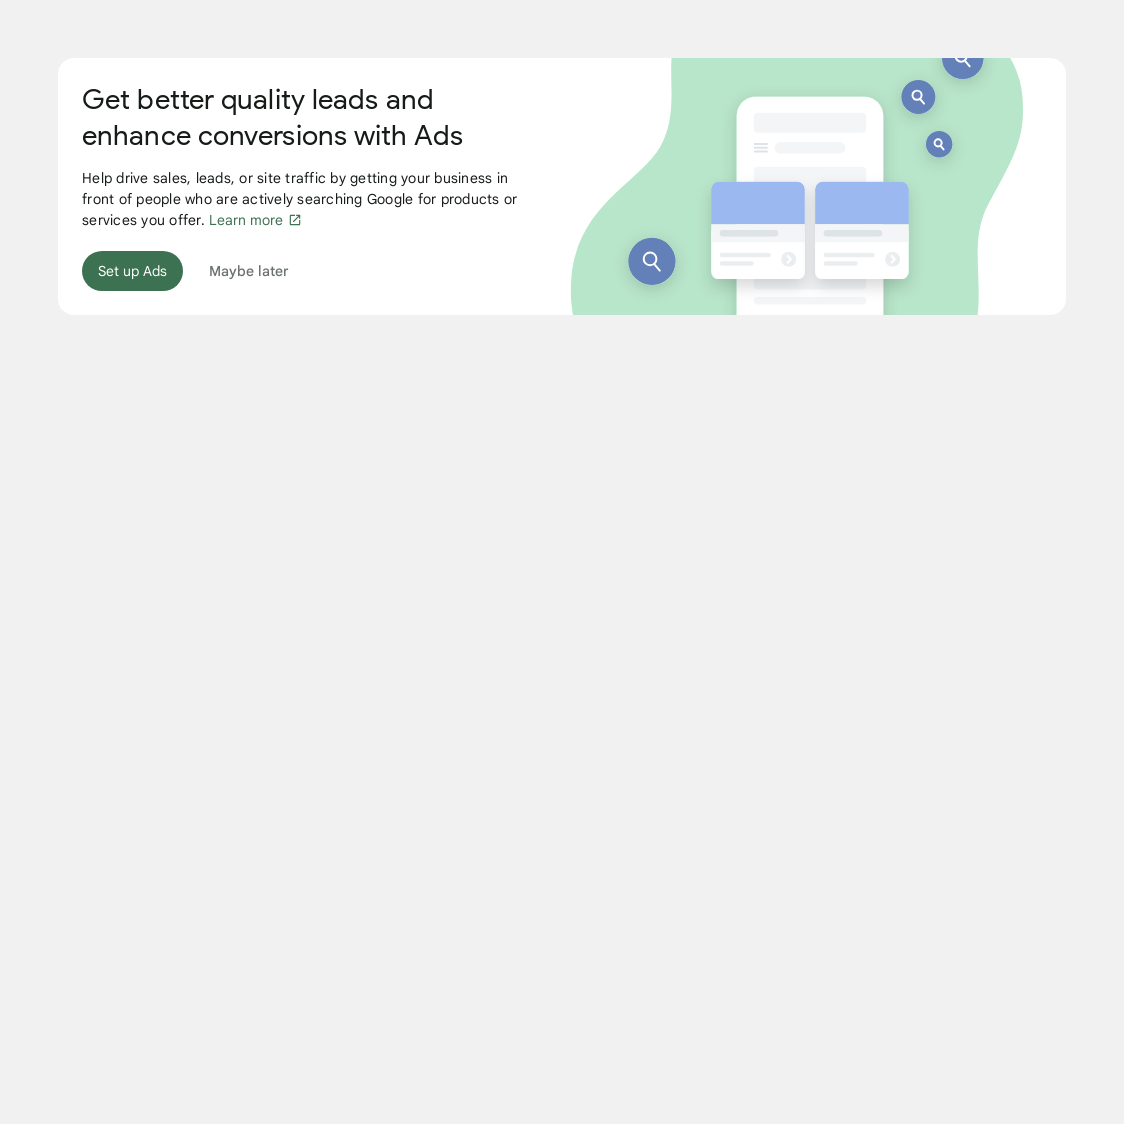 Get better quality leads and
enhance conversions with Ads
Help drive sales, leads, or site traffic by getting your business in
front of people who are actively searching Google for products or
services you offer. Learn more
Set up Ads
Maybe later